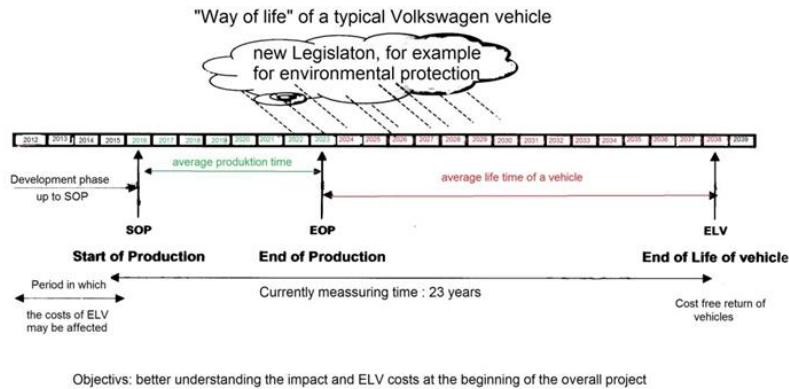 "Way of life" of a typical Volkswagen vehicle
new Legislaton, for example
for environmental protection
2012 2013 2014 2015 2016 2017 2018 2019 2020 2021 2022 2023 2024 2025 2026 2027 2028 2029 2030 2031 2032 2033 2034 2035 2036 2037 2038 2039
average produktion time
Development phase
up to SOP
average life time of a vehicle
SOP EOP ELV
Start of Production End of Production End of Life of vehicle
Period in which
the costs of ELV
may be affected
Currently meassuring time : 23 years
Cost free return of
vehicles
Objectivs: better understanding the impact and ELV costs at the beginning of the overall project